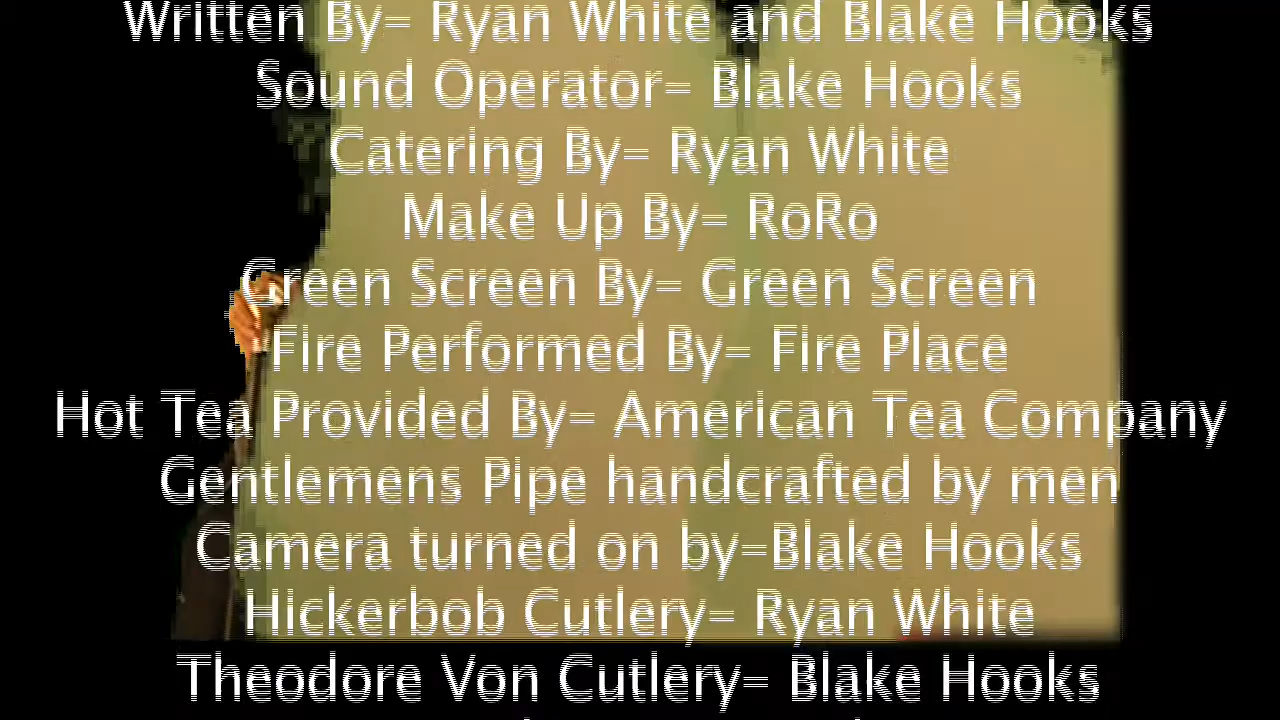 Written By= Ryan White and Blake Hooks
Sound Operator= Blake Hooks
Catering By= Ryan White
Make Up By= RoRo
Green Screen By= Green Screen
Fire Performed By= Fire Place
Hot Tea Provided By= American Tea Company
Gentlemens Pipe handcrafted by men
Camera turned on by=Blake Hooks
Hickerbob Cutlery= Ryan White
Theodore Von Cutlery= Blake Hooks